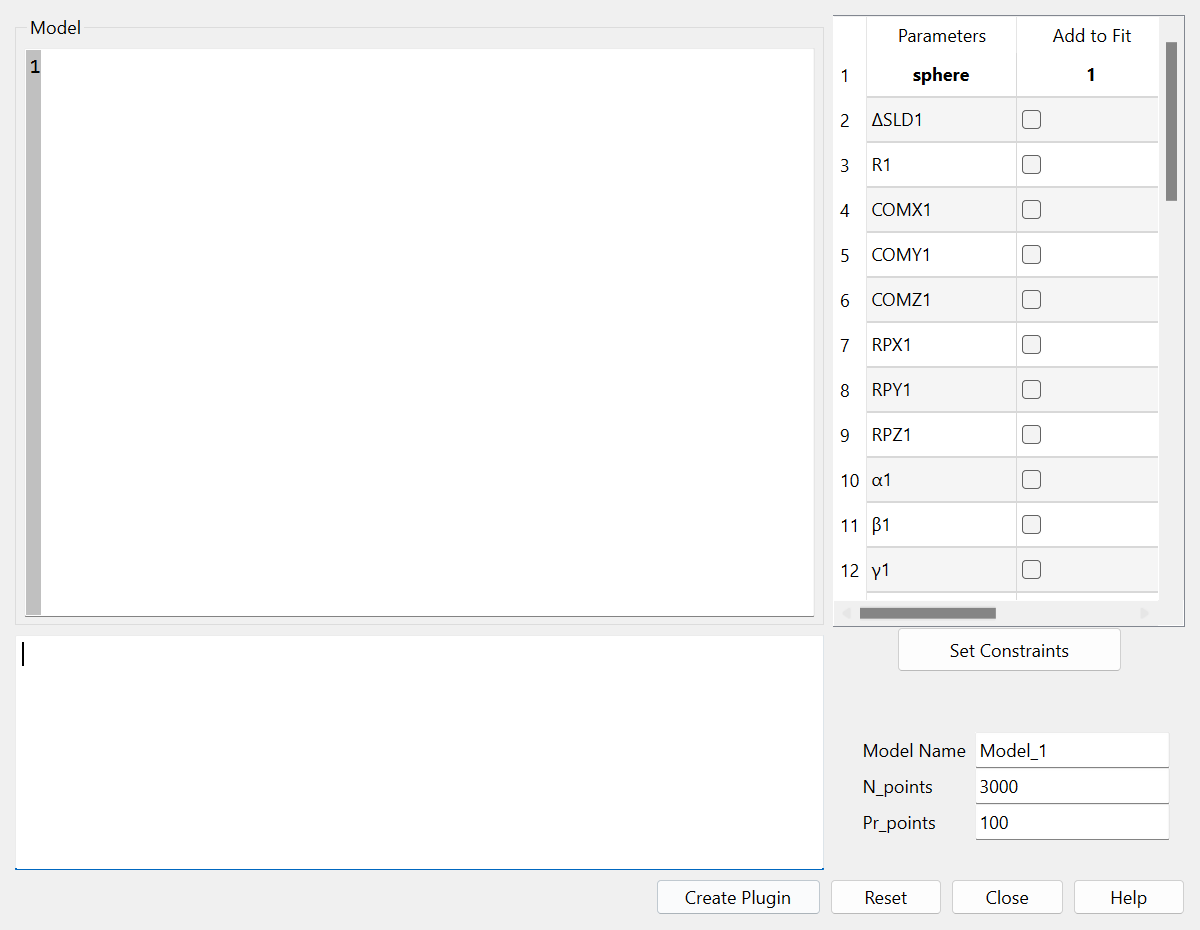 Model
1
Parameters Add to Fit
1 sphere 1
2 ΔSLD1
3 R1
4 COMX1
5 COMY1
6 COMZ1
7 RPX1
8 RPY1
9 RPZ1
10 α1
11 β1
12 γ1
Set Constraints
Model Name Model_1
N_points 3000
Pr_points 100
Create Plugin Reset Close Help